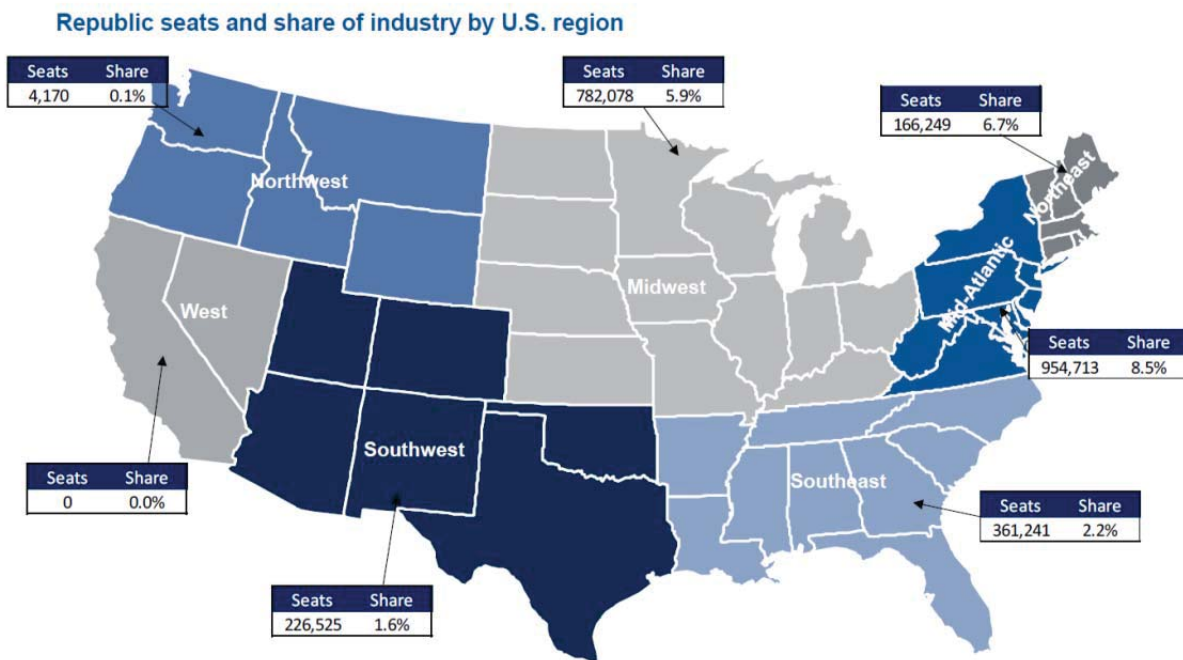 Republic seats and share of industry by U.S. region
Seats Share
4,170 0.1%
Seats Share
782,078 5.9%
Seats Share
166,249 6.7%
Northwest
Northeast
Midwest
Mid-Atlantic
West
Seats Share
954,713 8.5%
Southwest
Southeast
Seats Share
0 0.0%
Seats Share
361,241 2.2%
Seats Share
226,525 1.6%